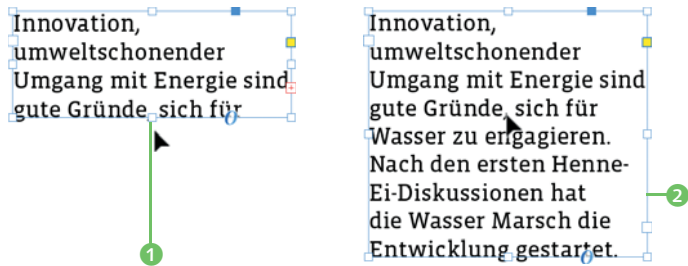 Innovation,
umweltschonender
Umgang mit Energie sind
gute Gründe, sich für
1
Innovation,
umweltschonender
Umgang mit Energie sind
gute Gründe, sich für
Wasser zu engagieren.
Nach den ersten Henne-
Ei-Diskussionen hat
die Wasser Marsch die
Entwicklung gestartet.
2